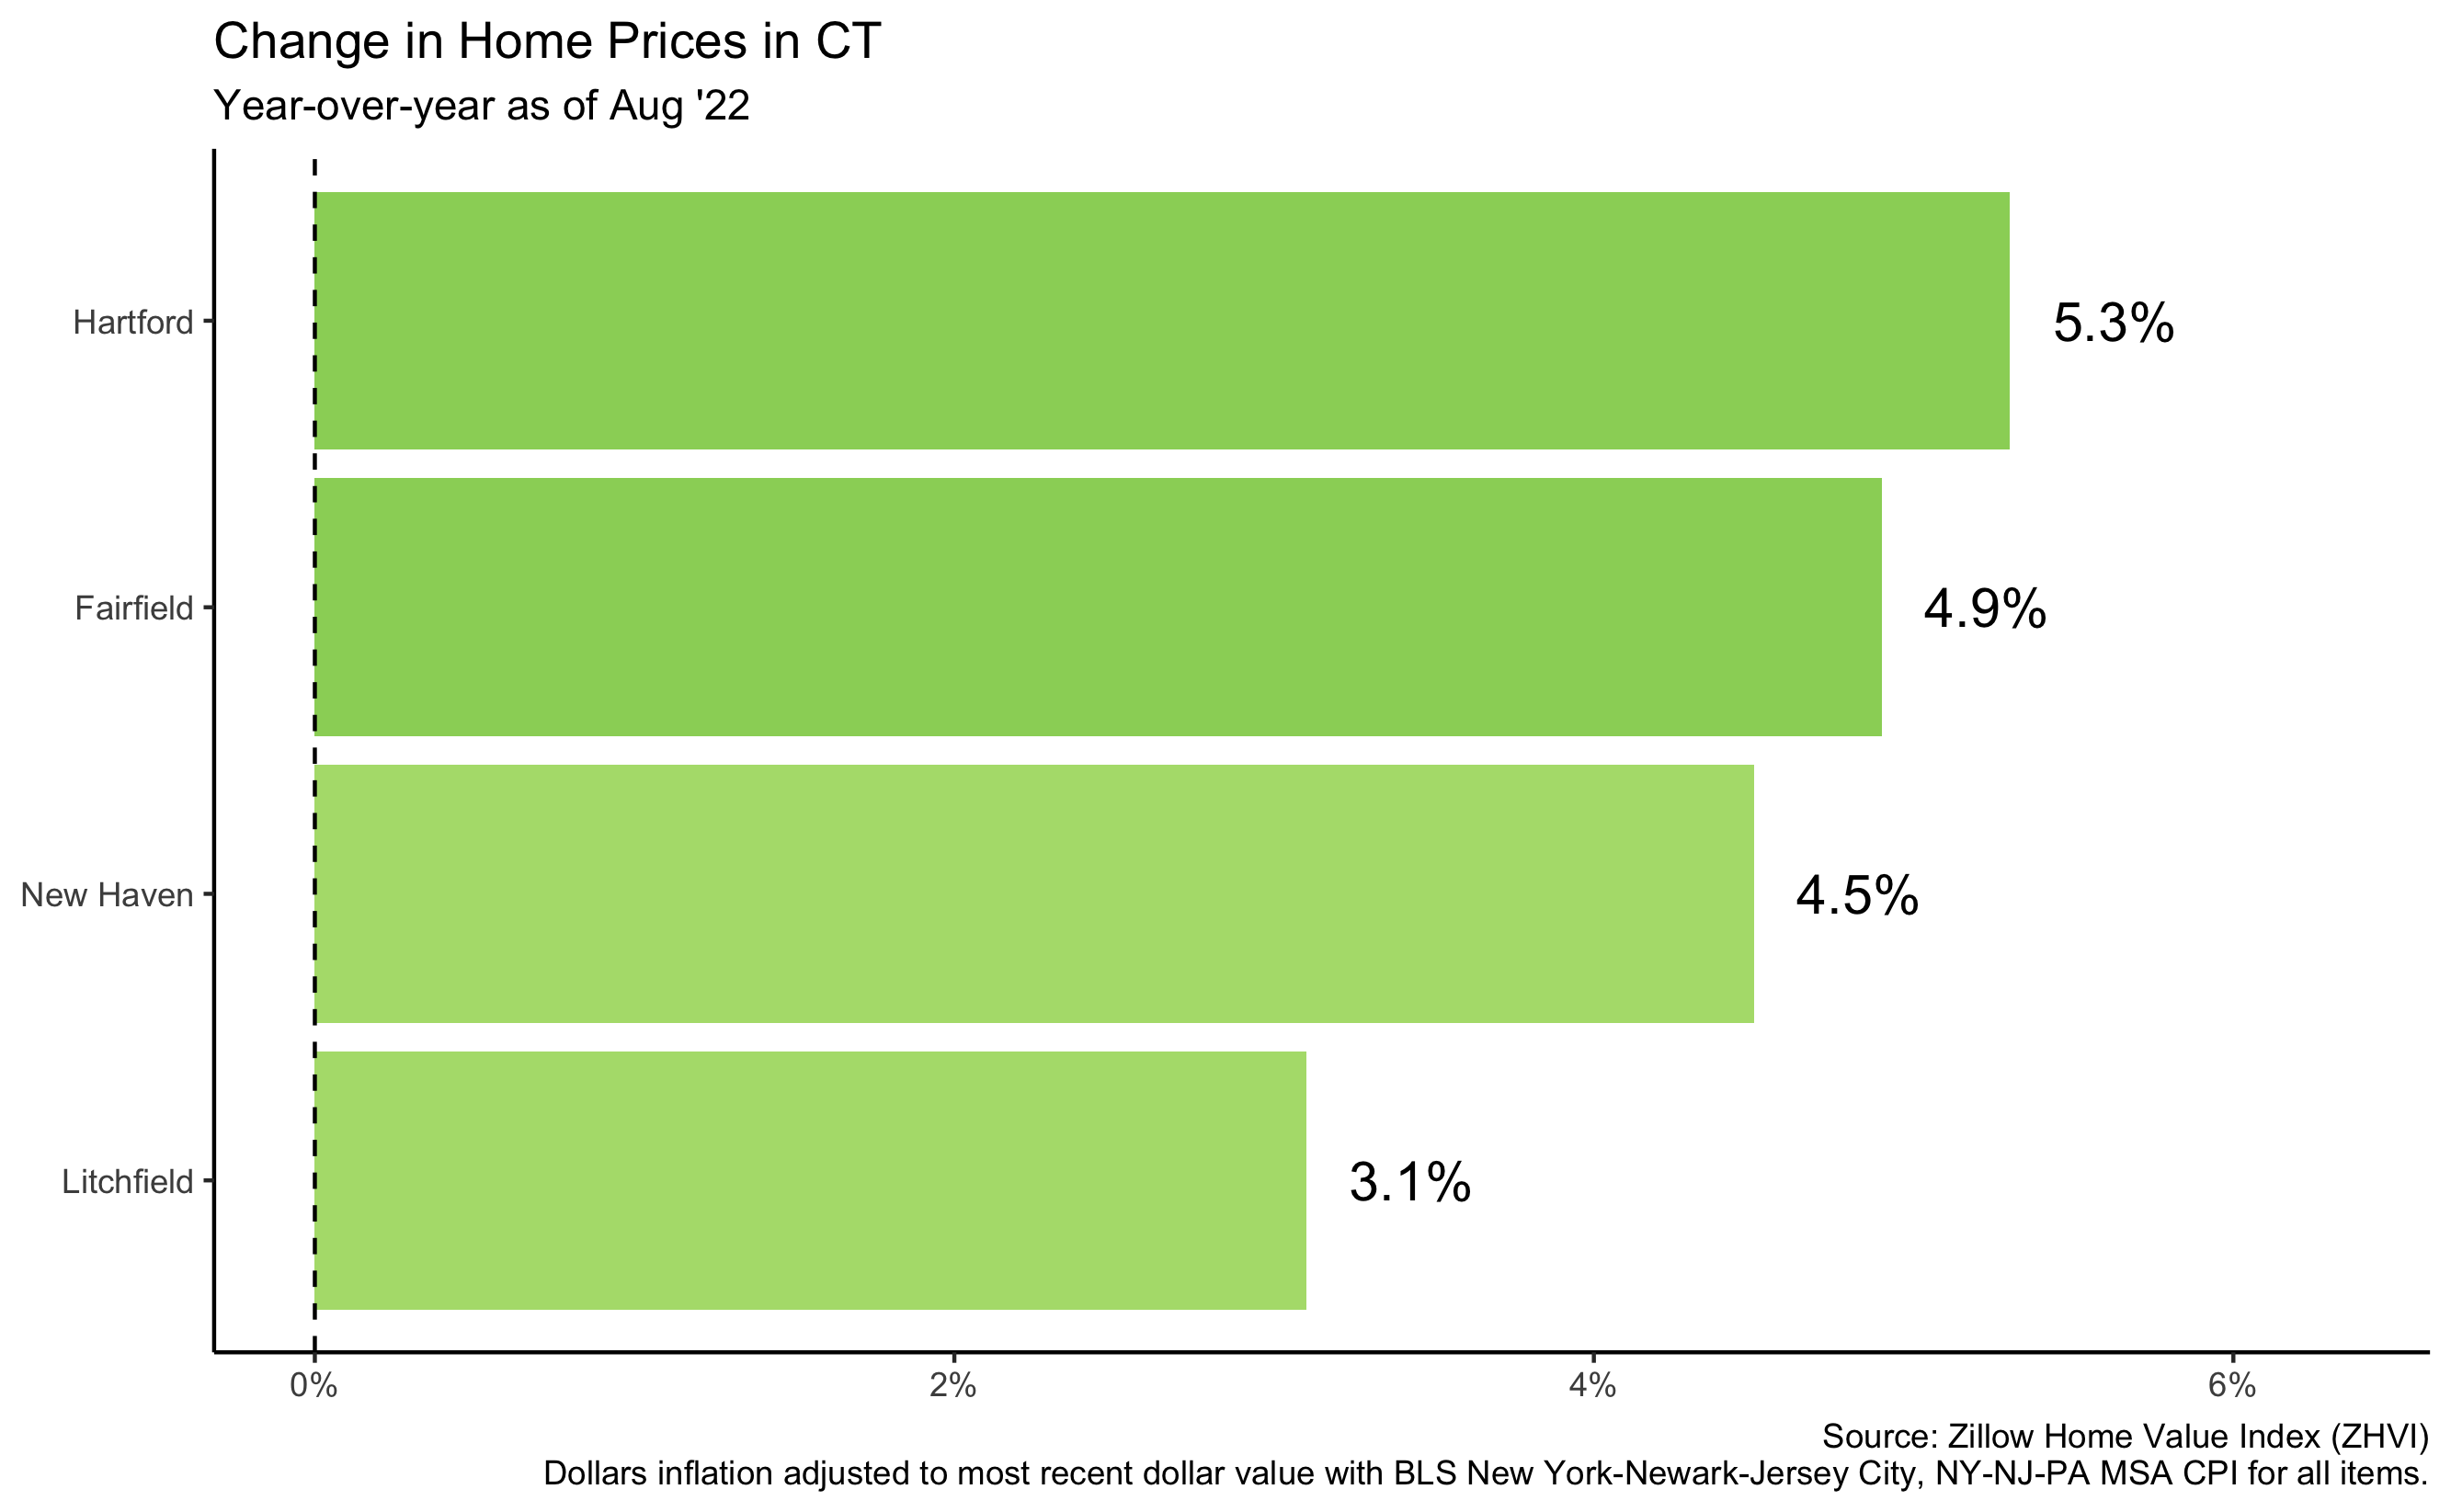 Change in Home Prices in CT
Year-over-year as of Aug '22
Hartford
5.3%
Fairfield
4.9%
New Haven
4.5%
Litchfield
3.1%
0%
2%
4%
6%
Source: Zillow Home Value Index (ZHVI)
Dollars inflation adjusted to most recent dollar value with BLS New York-Newark-Jersey City, NY-NJ-PA MSA CPI for all items.